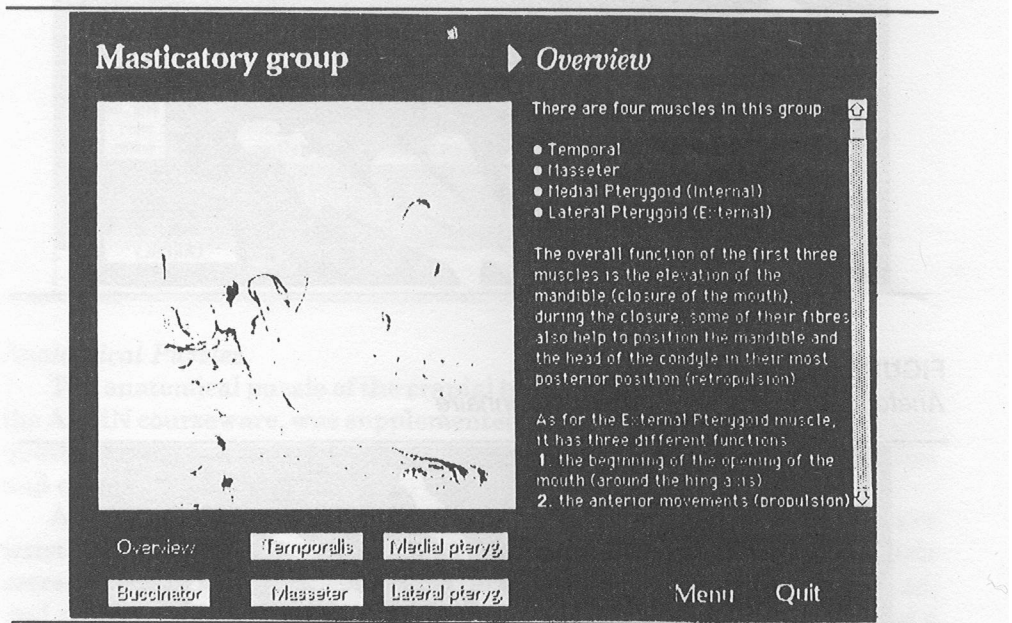 Masticatory group
Overview
There are four muscles in this group
● Temporal
● Masseter
● Medial Pterygoid (Internal)
● Lateral Pterygoid (External)
The overall function of the first three
muscles is the elevation of the
mandible (closure of the mouth),
during the closure, some of their fibres
also help to position the mandible and
the head of the condyle in their most
posterior position (retropulsion)
As for the External Pterygoid muscle,
it has three different functions
1. the beginning of the opening of the
mouth (around the hing axis)
2. the anterior movements (propulsion)
Overview
Temporalis
Medial pteryg.
Buccinator
Masseter
Lateral pteryg.
Menu
Quit